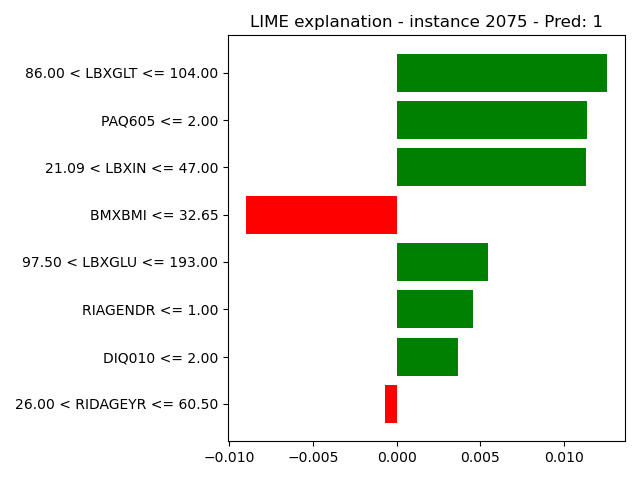 LIME explanation - instance 2075 - Pred: 1
86.00 < LBXGLT <= 104.00
PAQ605 <= 2.00
21.09 < LBXIN <= 47.00
BMXBMI <= 32.65
97.50 < LBXGLU <= 193.00
RIAGENDR <= 1.00
DIQ010 <= 2.00
26.00 < RIDAGEYR <= 60.50
−0.010 −0.005 0.000 0.005 0.010